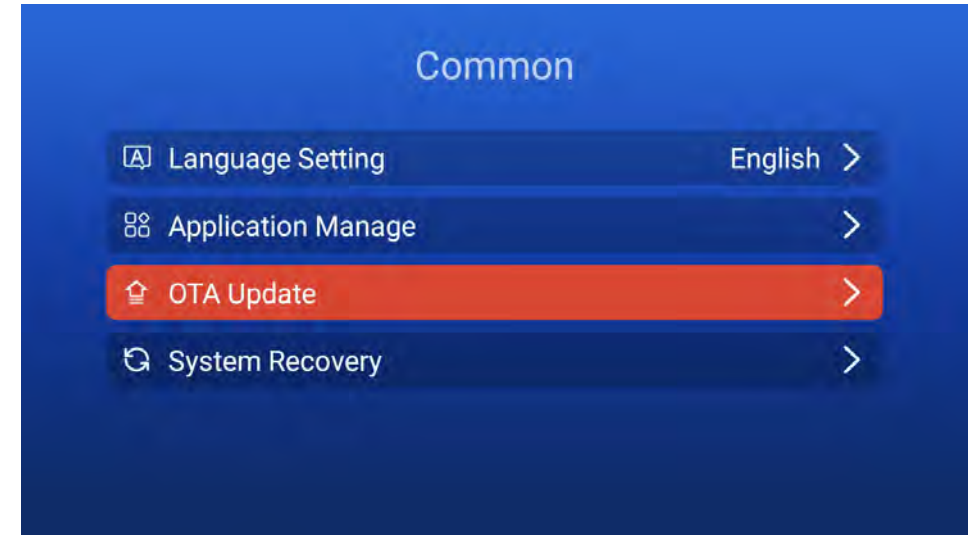 Common
Language Setting English
Application Manage
OTA Update
System Recovery